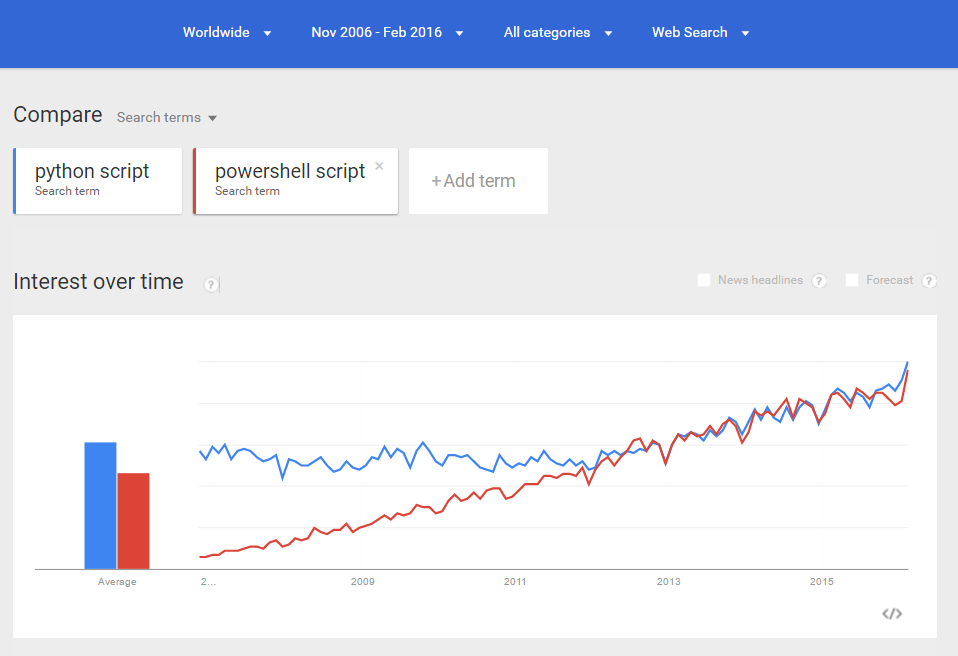 Worldwide Nov 2006 - Feb 2016 All categories Web Search
Compare Search terms
python script
Search term
powershell script ×
Search term
+Add term
Interest over time ? News headlines ? Forecast ?
Average 2... 2009 2011 2013 2015
</>